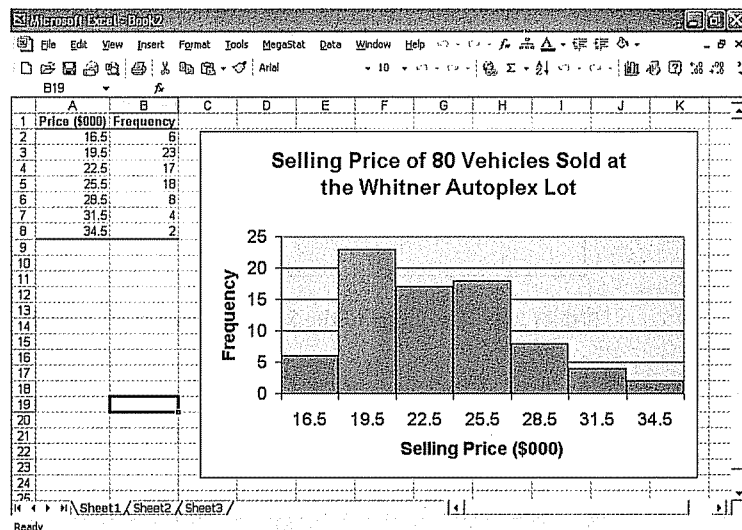 Microsoft Excel - Book2
File Edit View Insert Format Tools MegaStat Data Window Help
Arial 10
B19 fx
A B C D E F G H I J K
1 Price ($000) Frequency
2 16.5 6
3 19.5 23
4 22.5 17
5 25.5 18
6 28.5 8
7 31.5 4
8 34.5 2
9
10
11
12
13
14
15
16
17
18
19
20
21
22
23
24
25
Selling Price of 80 Vehicles Sold at
the Whitner Autoplex Lot
25
20
15
10
5
0
Frequency
16.5 19.5 22.5 25.5 28.5 31.5 34.5
Selling Price ($000)
Sheet1 Sheet2 Sheet3
Ready